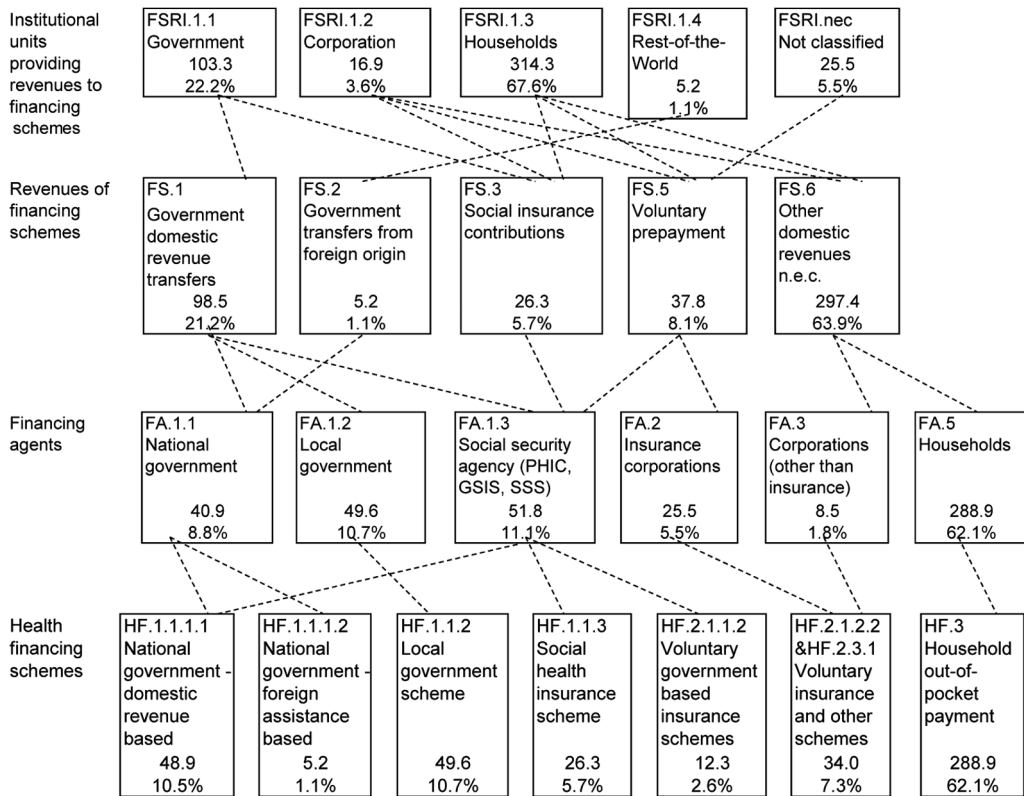 Institutional
units
providing
revenues to
financing
schemes
FSRI.1.1
Government
103.3
22.2%
FSRI.1.2
Corporation
16.9
3.6%
FSRI.1.3
Households
314.3
67.6%
FSRI.1.4
Rest-of-the-
World
5.2
1.1%
FSRI.nec
Not classified
25.5
5.5%
Revenues of
financing
schemes
FS.1
Government
domestic
revenue
transfers
98.5
21.2%
FS.2
Government
transfers from
foreign origin
5.2
1.1%
FS.3
Social insurance
contributions
26.3
5.7%
FS.5
Voluntary
prepayment
37.8
8.1%
FS.6
Other
domestic
revenues
n.e.c.
297.4
63.9%
Financing
agents
FA.1.1
National
government
40.9
8.8%
FA.1.2
Local
government
49.6
10.7%
FA.1.3
Social security
agency (PHIC,
GSIS, SSS)
51.8
11.1%
FA.2
Insurance
corporations
25.5
5.5%
FA.3
Corporations
(other than
insurance)
8.5
1.8%
FA.5
Households
288.9
62.1%
Health
financing
schemes
HF.1.1.1.1
National
government -
domestic
revenue
based
48.9
10.5%
HF.1.1.1.2
National
government -
foreign
assistance
based
5.2
1.1%
HF.1.1.2
Local
government
scheme
49.6
10.7%
HF.1.1.3
Social
health
insurance
scheme
26.3
5.7%
HF.2.1.1.2
Voluntary
government
based
insurance
schemes
12.3
2.6%
HF.2.1.2.2
&HF.2.3.1
Voluntary
insurance
and other
schemes
34.0
7.3%
HF.3
Household
out-of-
pocket
payment
288.9
62.1%